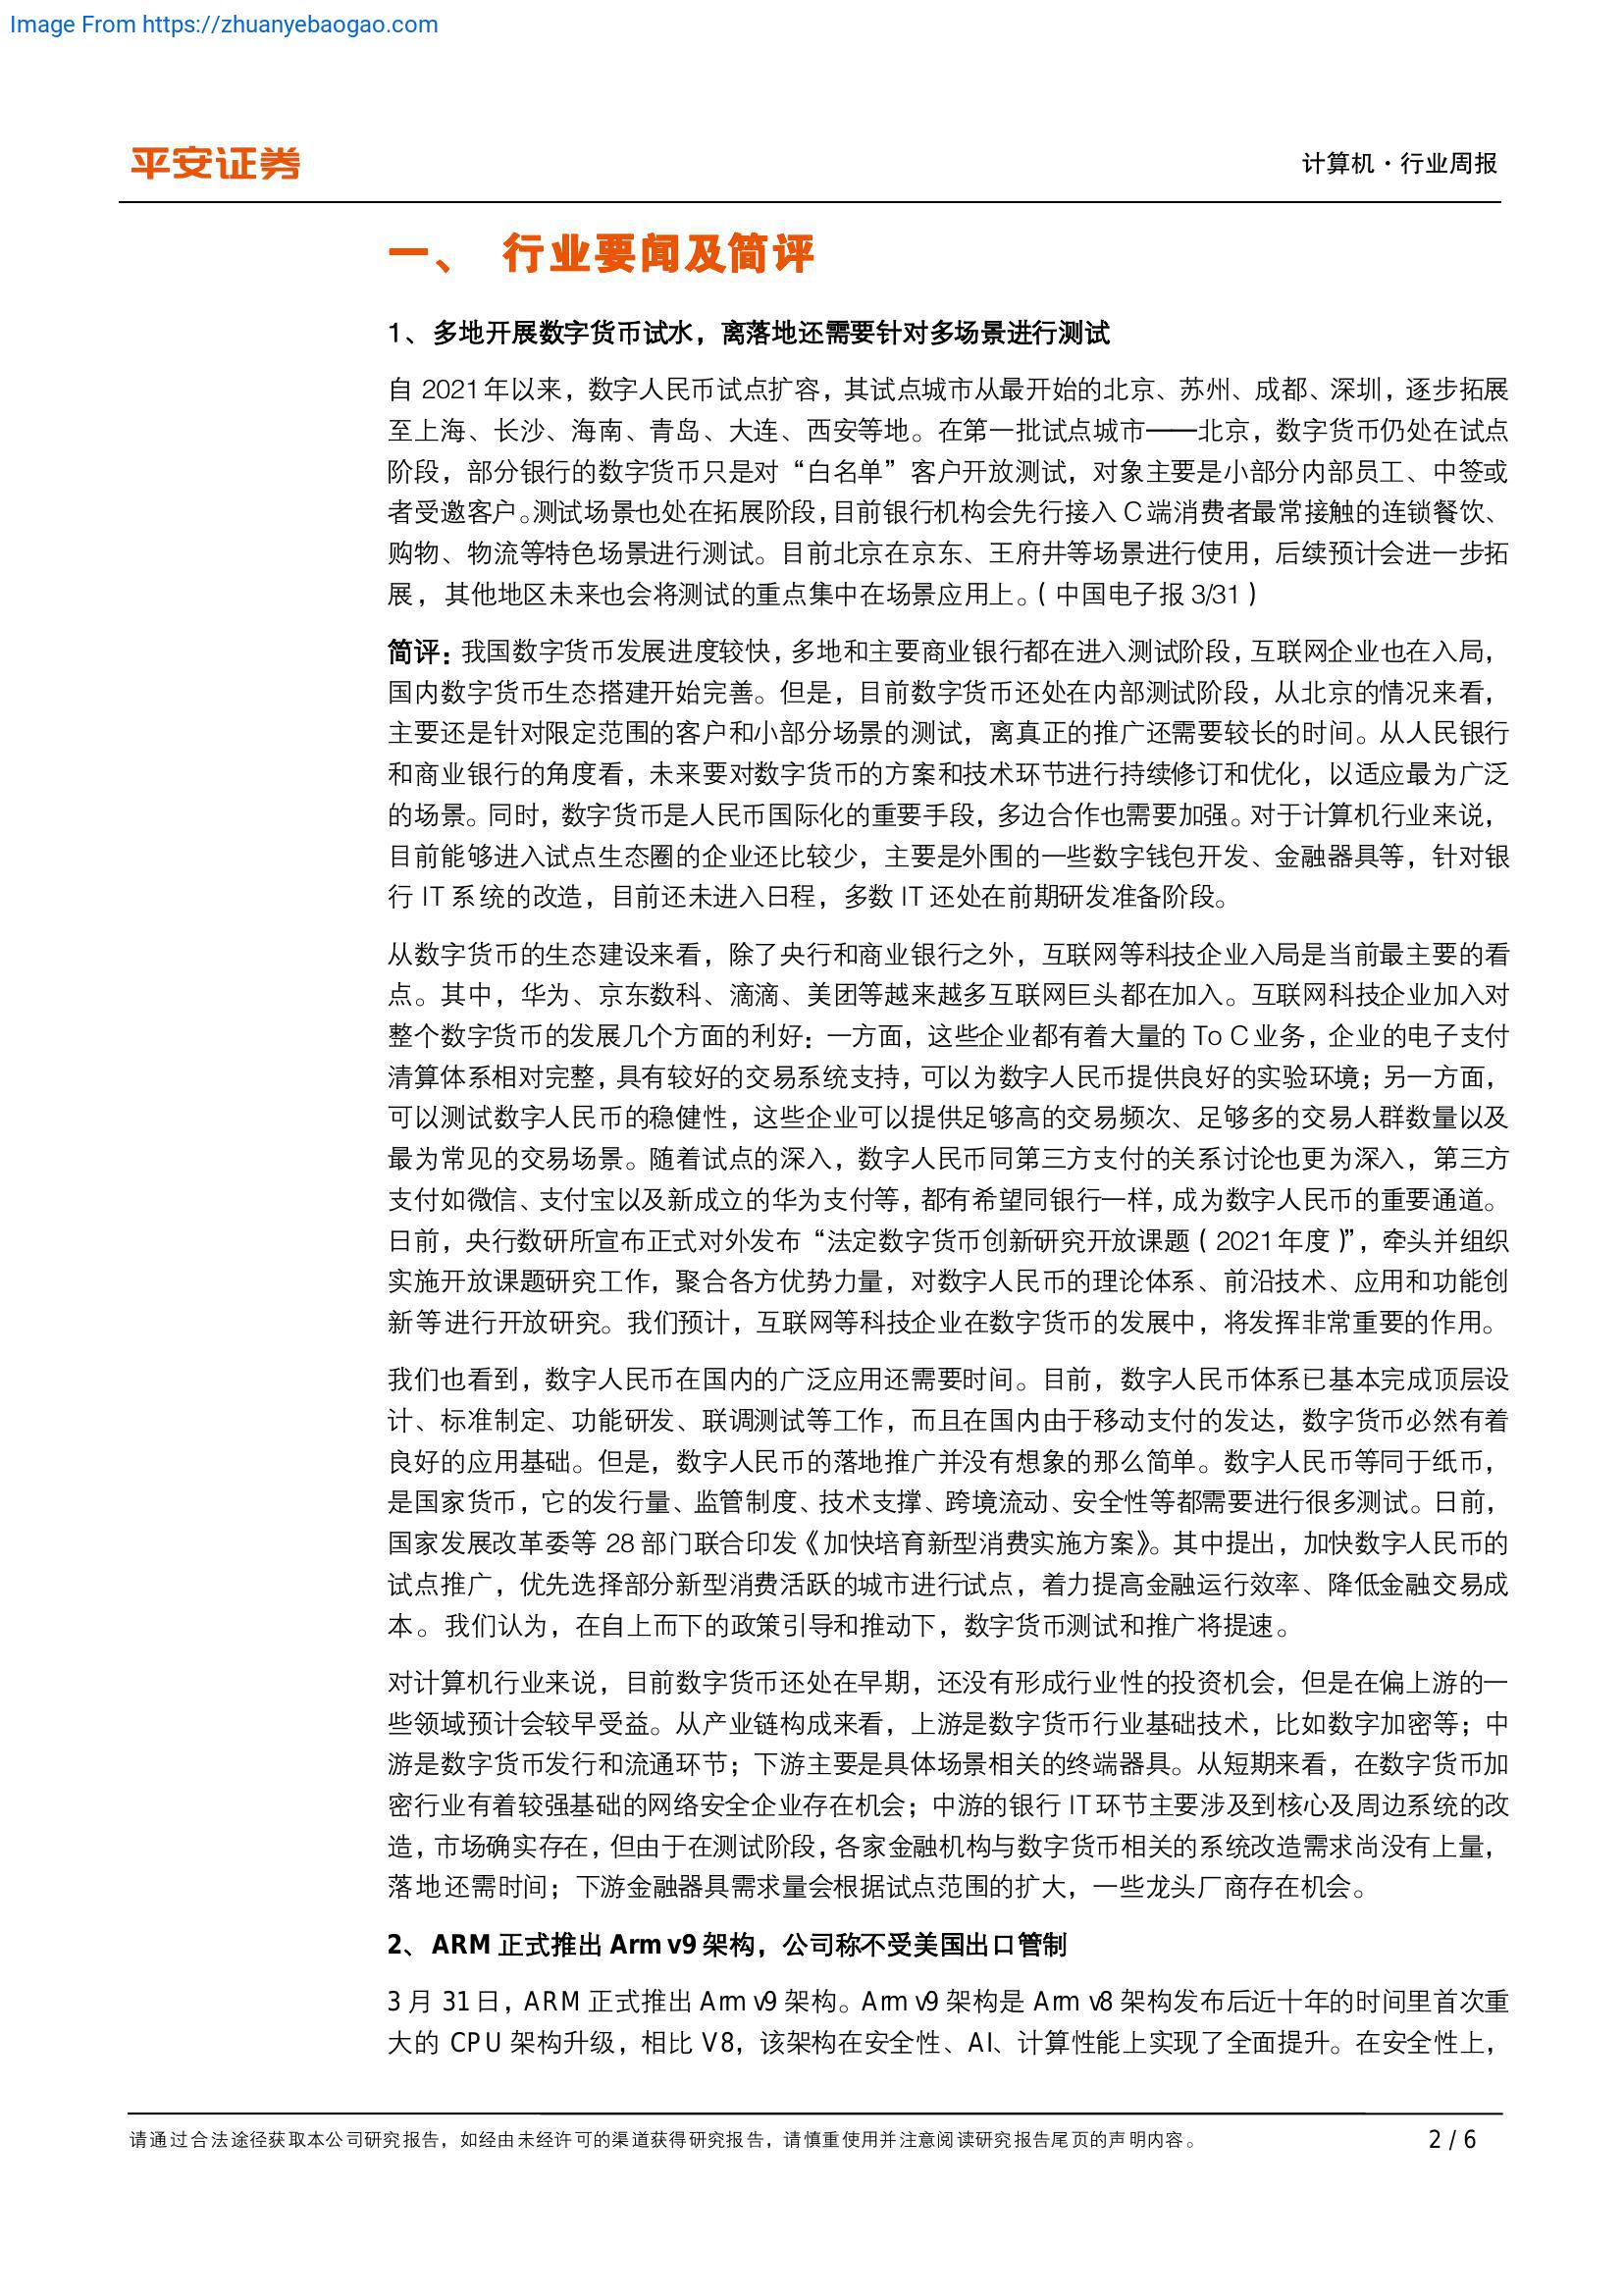 Image From https://zhuanyebaogao.com
平安证券
计算机·行业周报
一、 行业要闻及简评
1、多地开展数字货币试水，离落地还需要针对多场景进行测试
自 2021年以来，数字人民币试点扩容，其试点城市从最开始的北京、苏州、成都、深圳，逐步拓展
至上海、长沙、海南、青岛、大连、西安等地。在第一批试点城市——北京，数字货币仍处在试点
阶段，部分银行的数字货币只是对“白名单”客户开放测试，对象主要是小部分内部员工、中签或
者受邀客户。测试场景也处在拓展阶段，目前银行机构会先行接入 C 端消费者最常接触的连锁餐饮、
购物、物流等特色场景进行测试。目前北京在京东、王府井等场景进行使用，后续预计会进一步拓
展，其他地区未来也会将测试的重点集中在场景应用上。（中国电子报 3/31）
简评：我国数字货币发展进度较快，多地和主要商业银行都在进入测试阶段，互联网企业也在入局，
国内数字货币生态搭建开始完善。但是，目前数字货币还处在内部测试阶段，从北京的情况来看，
主要还是针对限定范围的客户和小部分场景的测试，离真正的推广还需要较长的时间。从人民银行
和商业银行的角度看，未来要对数字货币的方案和技术环节进行持续修订和优化，以适应最为广泛
的场景。同时，数字货币是人民币国际化的重要手段，多边合作也需要加强。对于计算机行业来说，
目前能够进入试点生态圈的企业还比较少，主要是外围的一些数字钱包开发、金融器具等，针对银
行 IT 系统的改造，目前还未进入日程，多数 IT 还处在前期研发准备阶段。
从数字货币的生态建设来看，除了央行和商业银行之外，互联网等科技企业入局是当前最主要的看
点。其中，华为、京东数科、滴滴、美团等越来越多互联网巨头都在加入。互联网科技企业加入对
整个数字货币的发展几个方面的利好：一方面，这些企业都有着大量的 To C 业务，企业的电子支付
清算体系相对完整，具有较好的交易系统支持，可以为数字人民币提供良好的实验环境；另一方面，
可以测试数字人民币的稳健性，这些企业可以提供足够高的交易频次、足够多的交易人群数量以及
最为常见的交易场景。随着试点的深入，数字人民币同第三方支付的关系讨论也更为深入，第三方
支付如微信、支付宝以及新成立的华为支付等，都有希望同银行一样，成为数字人民币的重要通道。
日前，央行数研所宣布正式对外发布“法定数字货币创新研究开放课题（2021年度）”，牵头并组织
实施开放课题研究工作，聚合各方优势力量，对数字人民币的理论体系、前沿技术、应用和功能创
新等进行开放研究。我们预计，互联网等科技企业在数字货币的发展中，将发挥非常重要的作用。
我们也看到，数字人民币在国内的广泛应用还需要时间。目前，数字人民币体系已基本完成顶层设
计、标准制定、功能研发、联调测试等工作，而且在国内由于移动支付的发达，数字货币必然有着
良好的应用基础。但是，数字人民币的落地推广并没有想象的那么简单。数字人民币等同于纸币，
是国家货币，它的发行量、监管制度、技术支撑、跨境流动、安全性等都需要进行很多测试。日前，
国家发展改革委等 28 部门联合印发《加快培育新型消费实施方案》。其中提出，加快数字人民币的
试点推广，优先选择部分新型消费活跃的城市进行试点，着力提高金融运行效率、降低金融交易成
本。我们认为，在自上而下的政策引导和推动下，数字货币测试和推广将提速。
对计算机行业来说，目前数字货币还处在早期，还没有形成行业性的投资机会，但是在偏上游的一
些领域预计会较早受益。从产业链构成来看，上游是数字货币行业基础技术，比如数字加密等；中
游是数字货币发行和流通环节；下游主要是具体场景相关的终端器具。从短期来看，在数字货币加
密行业有着较强基础的网络安全企业存在机会；中游的银行 IT 环节主要涉及到核心及周边系统的改
造，市场确实存在，但由于在测试阶段，各家金融机构与数字货币相关的系统改造需求尚没有上量，
落地还需时间；下游金融器具需求量会根据试点范围的扩大，一些龙头厂商存在机会。
2、ARM 正式推出 Arm v9 架构，公司称不受美国出口管制
3 月 31 日，ARM 正式推出 Arm v9 架构。Arm v9 架构是 Arm v8 架构发布后近十年的时间里首次重
大的 CPU 架构升级，相比 V8，该架构在安全性、AI、计算性能上实现了全面提升。在安全性上，
请通过合法途径获取本公司研究报告，如经由未经许可的渠道获得研究报告，请慎重使用并注意阅读研究报告尾页的声明内容。
2 / 6